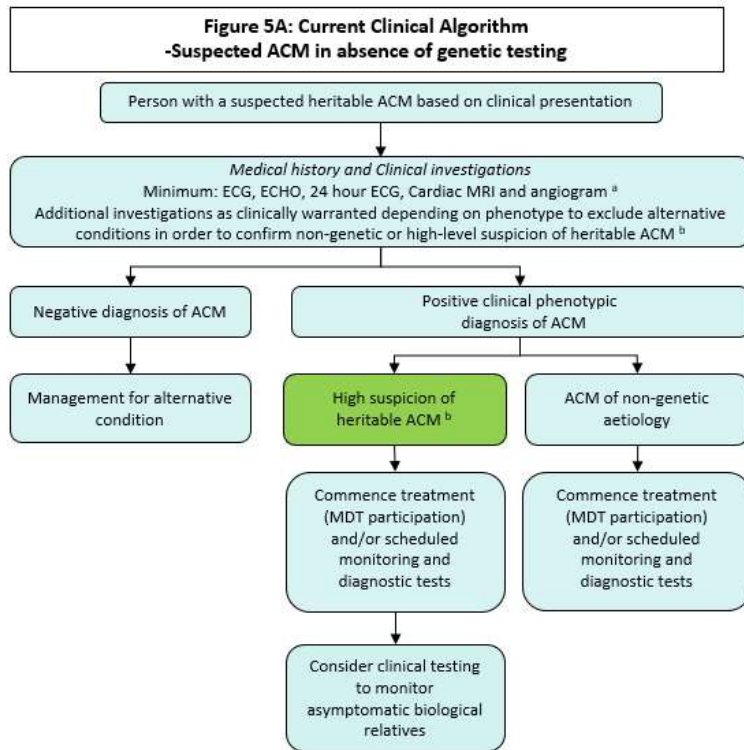 Figure 5A: Current Clinical Algorithm
-Suspected ACM in absence of genetic testing
Person with a suspected heritable ACM based on clinical presentation
Medical history and Clinical investigations
Minimum: ECG, ECHO, 24 hour ECG, Cardiac MRI and angiogram a
Additional investigations as clinically warranted depending on phenotype to exclude alternative
conditions in order to confirm non-genetic or high-level suspicion of heritable ACM b
Negative diagnosis of ACM
Positive clinical phenotypic
diagnosis of ACM
Management for alternative
condition
High suspicion of
heritable ACM b
ACM of non-genetic
aetiology
Commence treatment
(MDT participation)
and/or scheduled
monitoring and
diagnostic tests
Commence treatment
(MDT participation)
and/or scheduled
monitoring and
diagnostic tests
Consider clinical testing
to monitor
asymptomatic biological
relatives